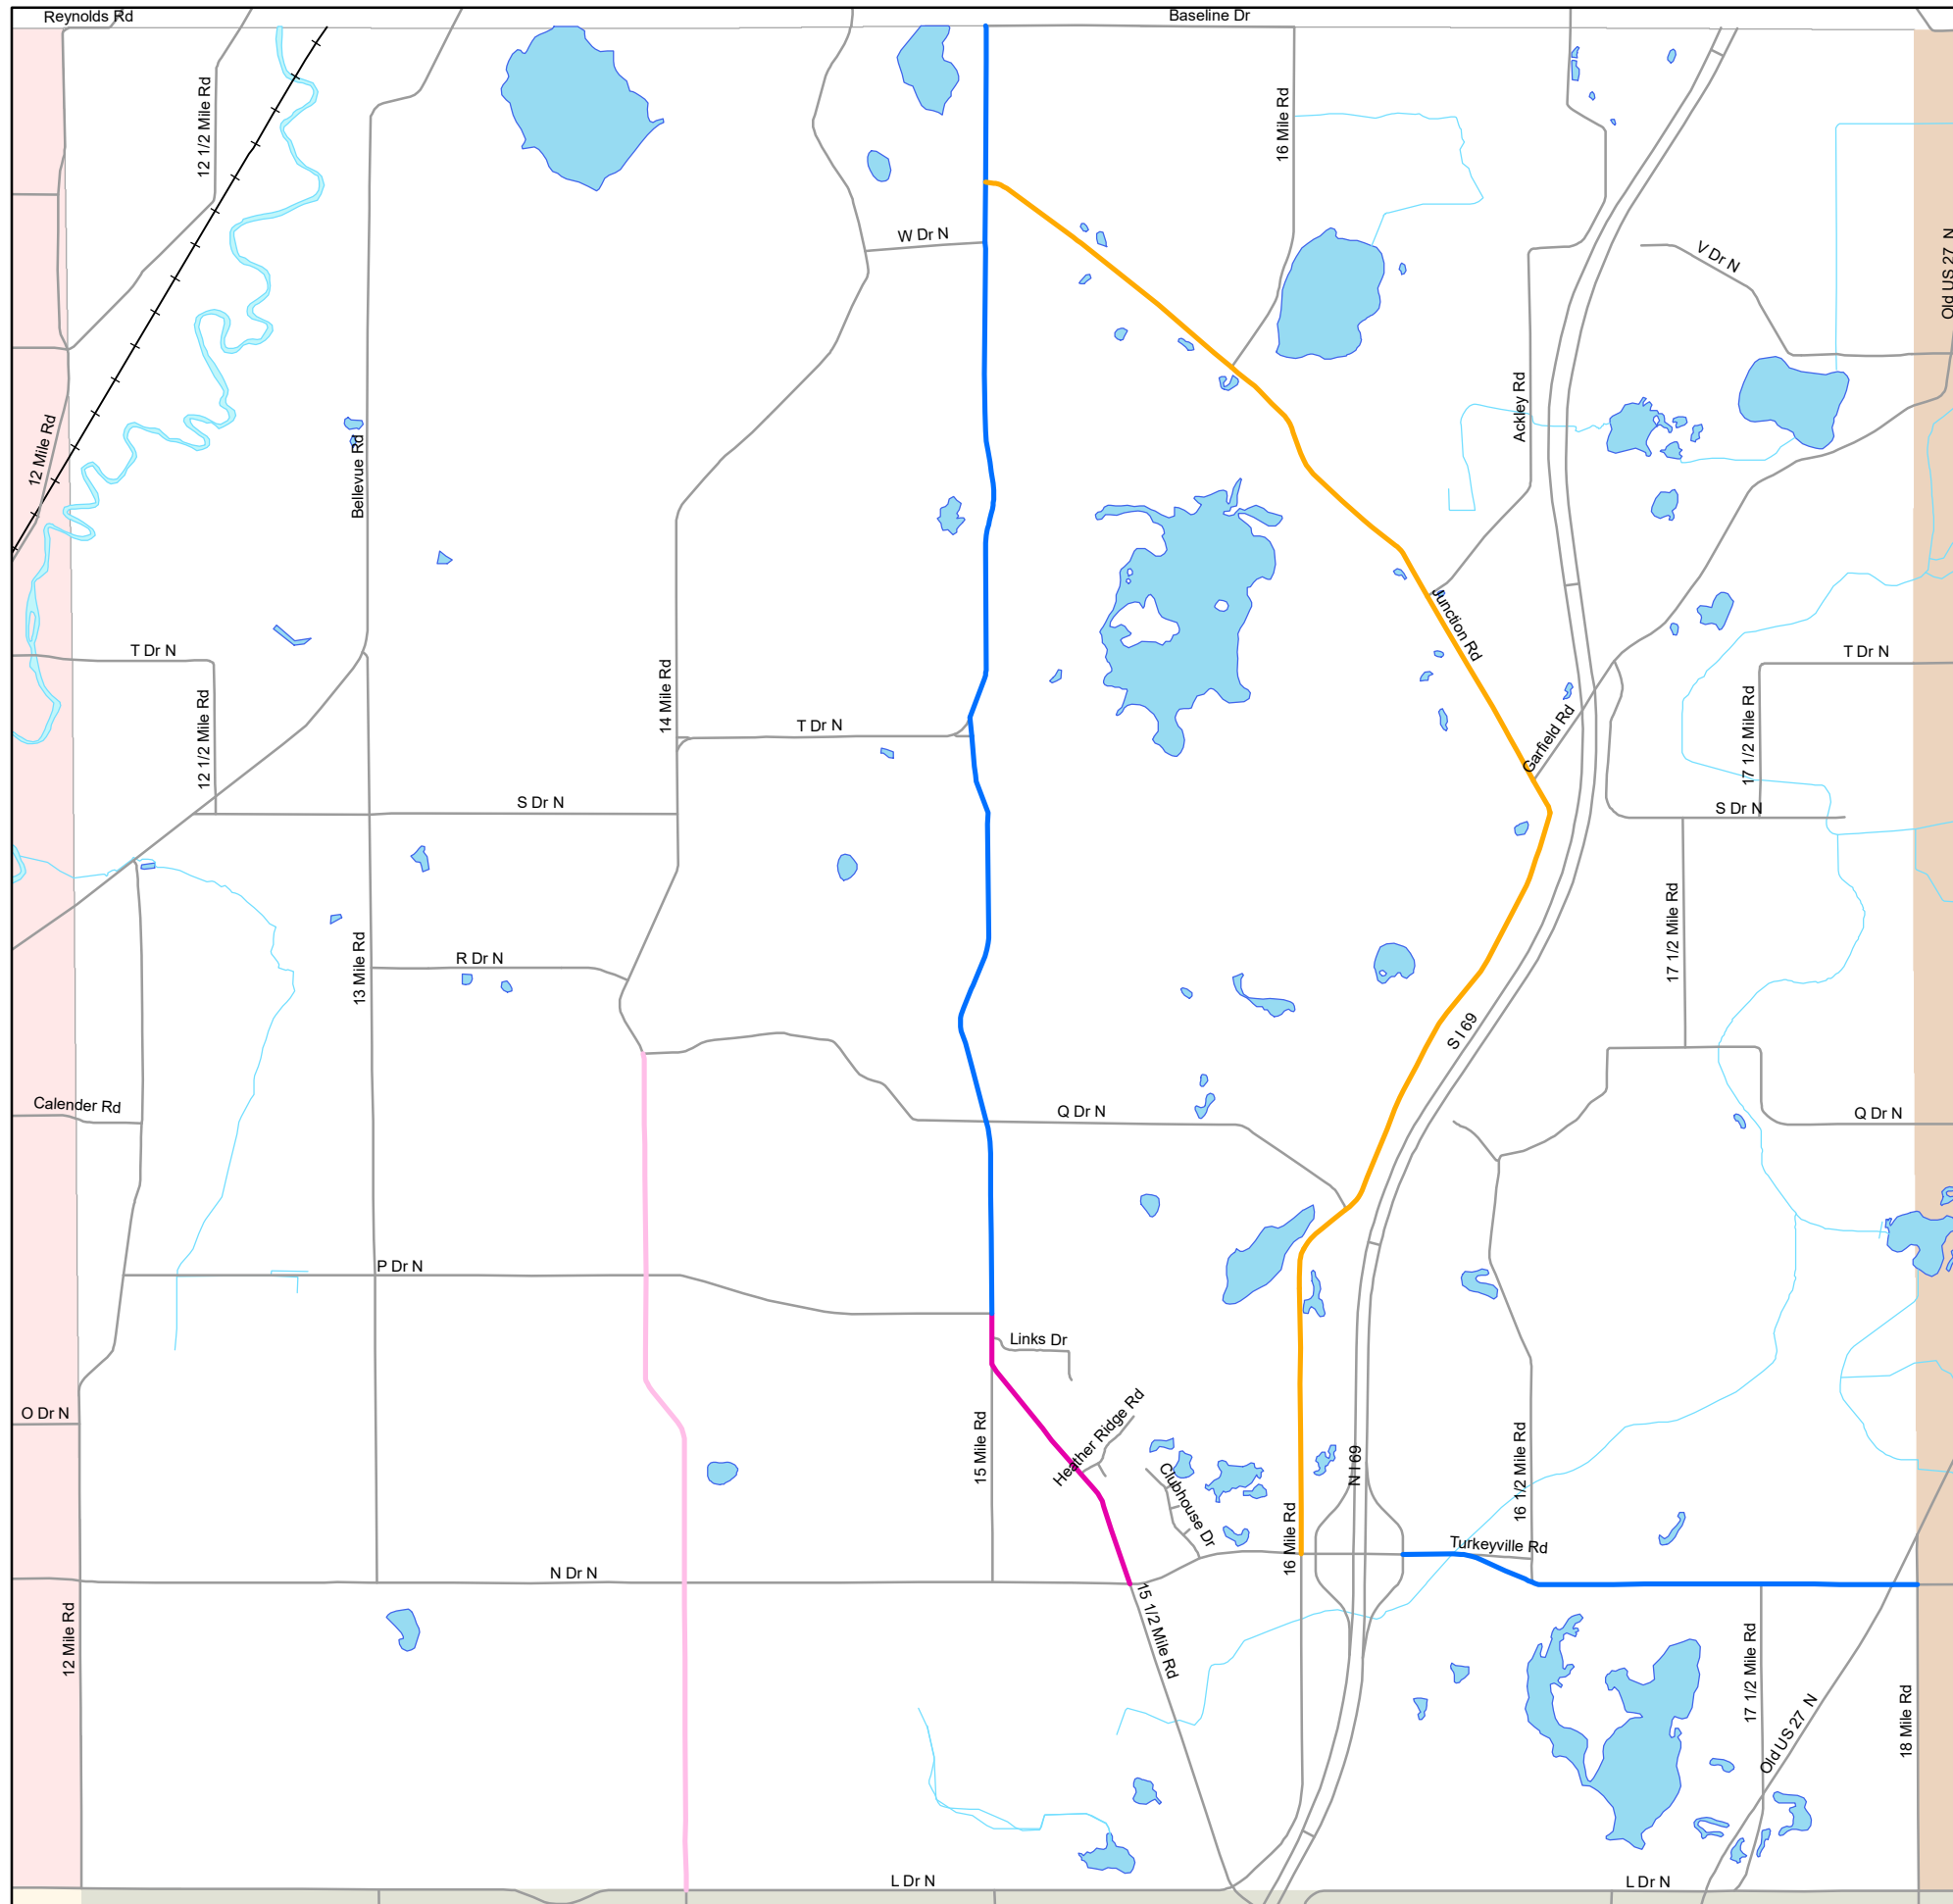 Reynolds Rd
Baseline Dr
12 1/2 Mile Rd
16 Mile Rd
W Dr N
V Dr N
Old US 27 N
12 Mile Rd
Bellevue Rd
Ackley Rd
Junction Rd
T Dr N
T Dr N
12 1/2 Mile Rd
14 Mile Rd
T Dr N
Garfield Rd
17 1/2 Mile Rd
S Dr N
S Dr N
13 Mile Rd
R Dr N
17 1/2 Mile Rd
S I 69
Calender Rd
Q Dr N
Q Dr N
P Dr N
Links Dr
O Dr N
15 Mile Rd
Heather Ridge Rd
Clubhouse Dr
N I 69
16 1/2 Mile Rd
16 Mile Rd
Turkeyville Rd
N Dr N
12 Mile Rd
15 1/2 Mile Rd
17 1/2 Mile Rd
Old US 27 N
18 Mile Rd
L Dr N
L Dr N